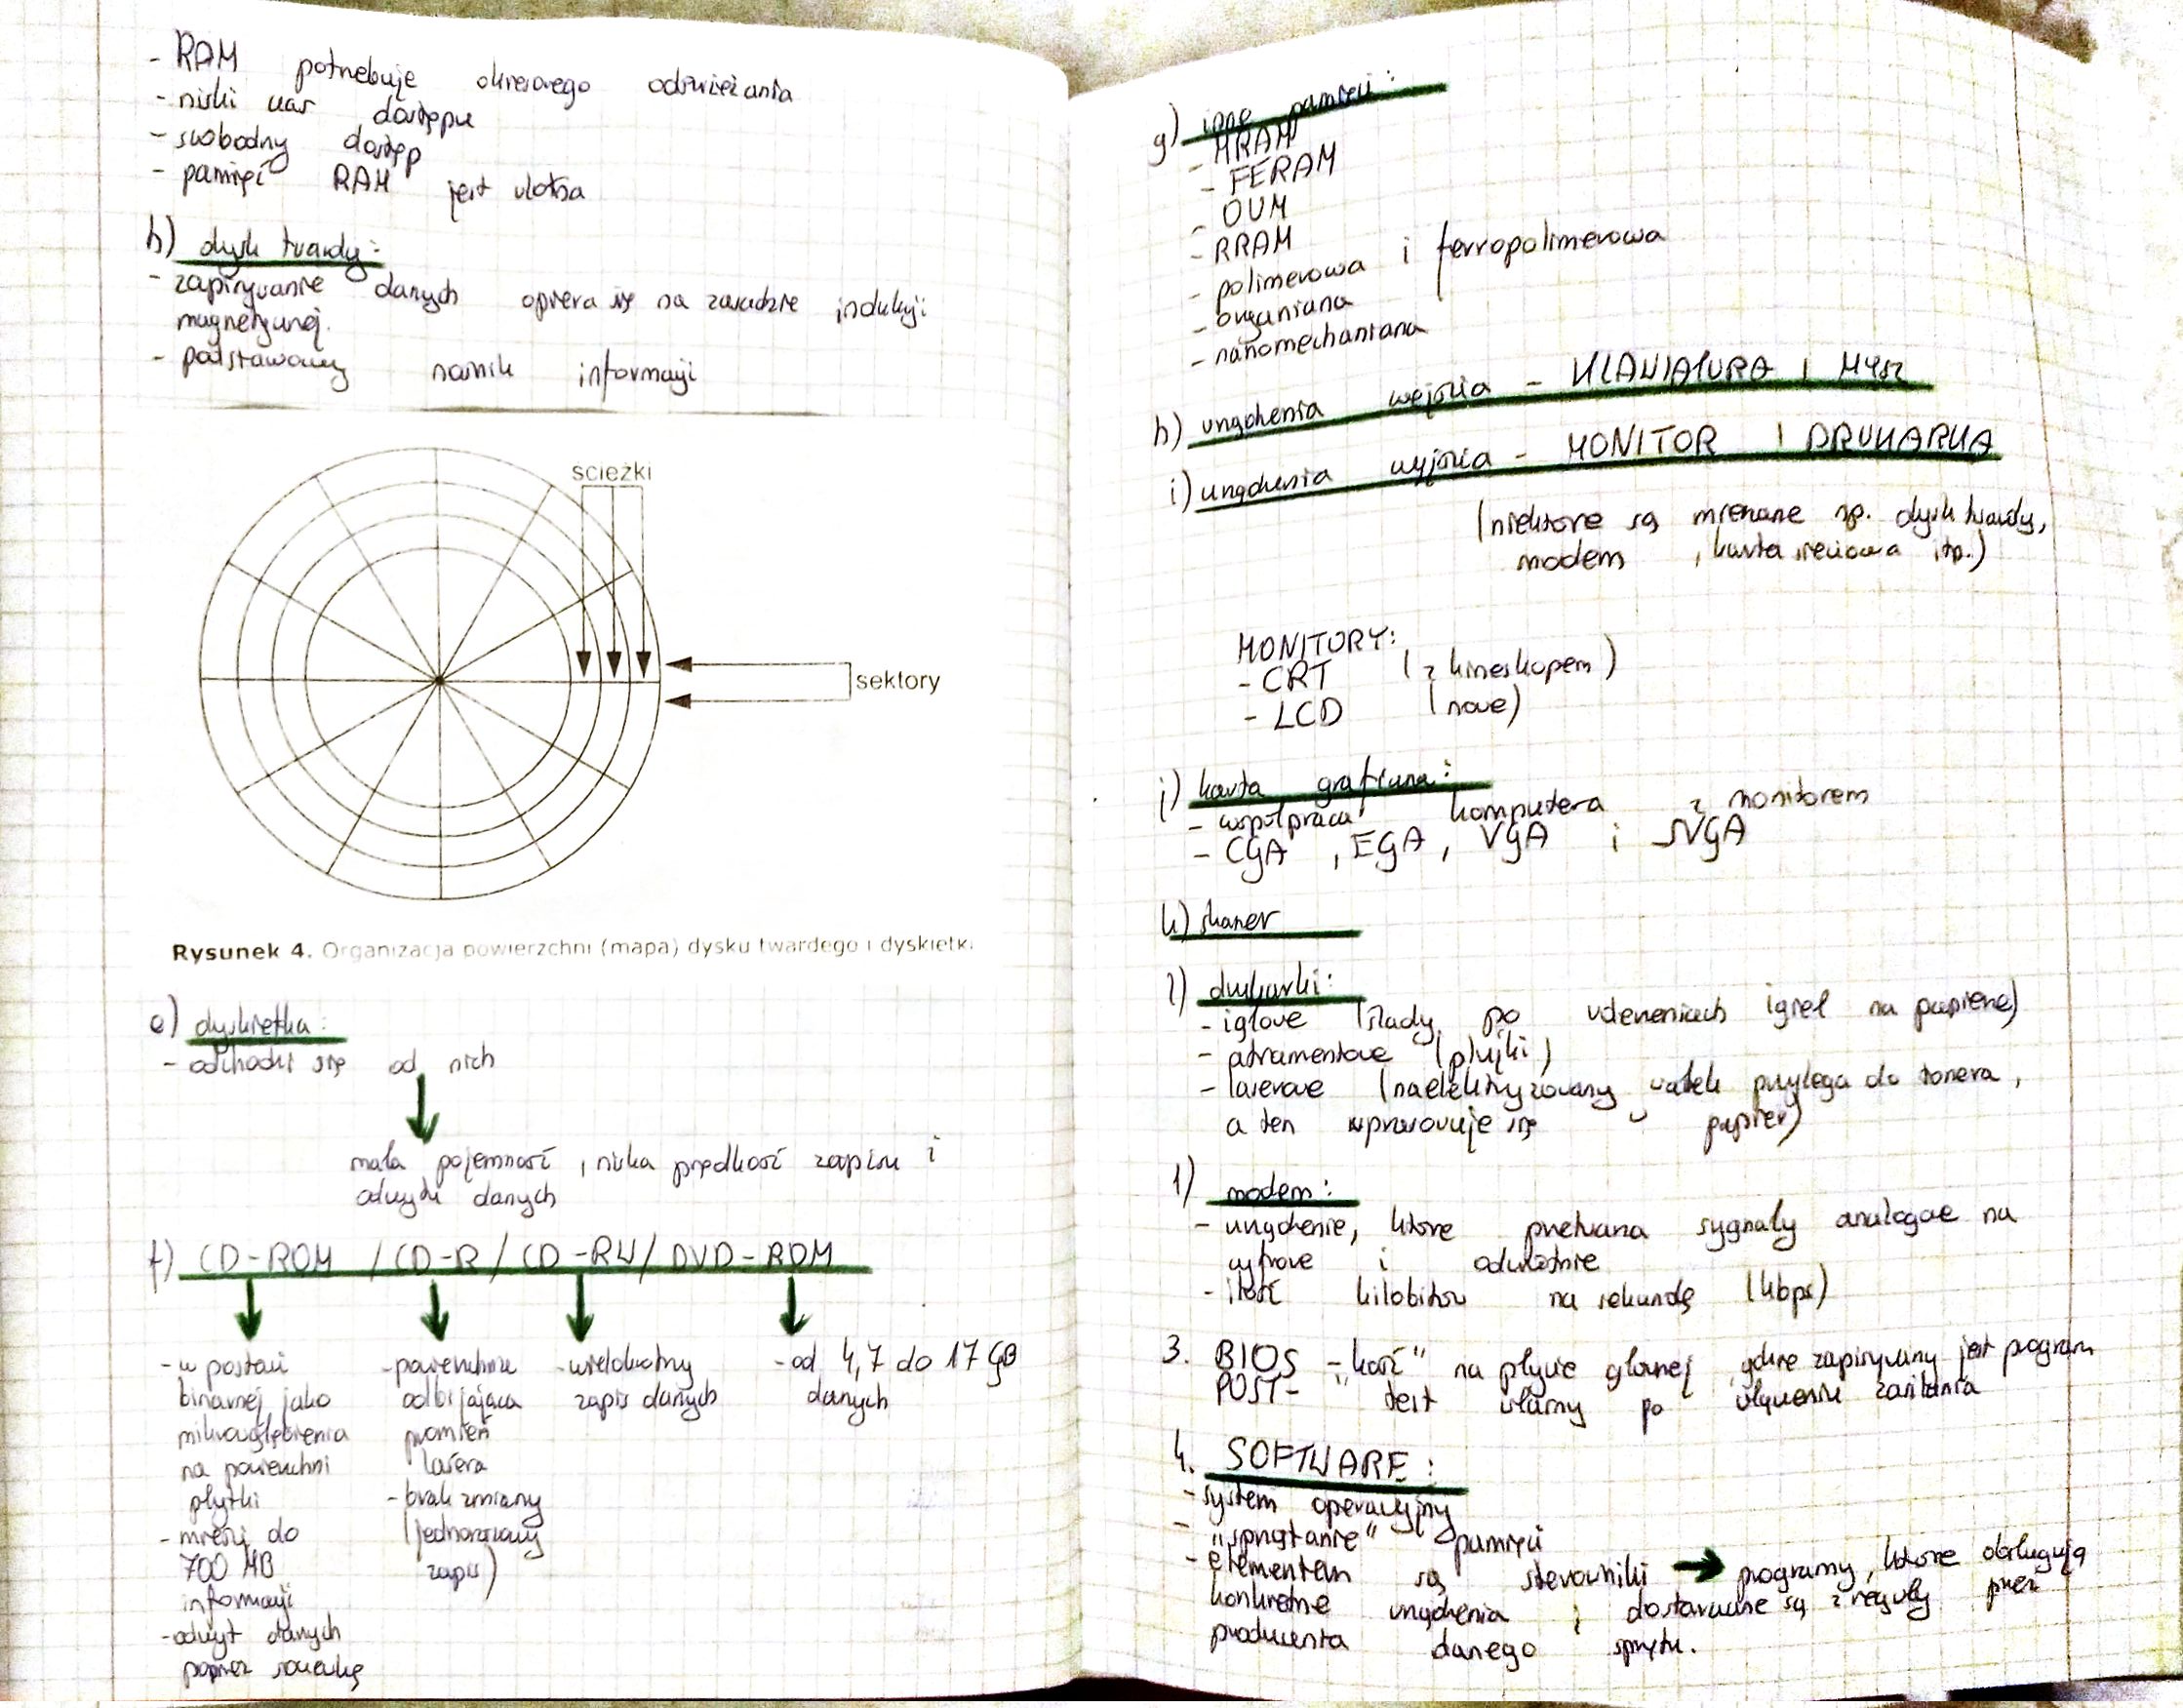 - RAM potrzebuje okresowego odświeżania
- niski czas dostępu
- swobodny dostęp
- pamięć RAM jest ulotna
h) dysk twardy:
- zapisywanie danych opiera się na zasadzie indukcji
magnetycznej.
- podstawowy nośnik informacji
ścieżki
sektory
Rysunek 4. Organizacja powierzchni (mapa) dysku twardego i dyskietki
e) dyskietka:
- odchodzi się od nich
mała pojemność, niska prędkość zapisu i
odczytu danych
f) CD-ROM / CD-R / CD-RW / DVD-ROM
- w postaci
binarnej jako
mikrogłębienia
na powierzchni
płytki
- mieści do
700 MB
informacji
- odczyt danych
poprzez soczewkę
- powierzchnia
odbijająca
promień
lasera
- brak zmiany
(jednorazowy
zapis)
- wielokrotny
zapis danych
- od 4,7 do 17 GB
danych
g) inne pamięci:
- MRAM
- FERAM
- OUM
- RRAM
- polimerowa i ferropolimerowa
- organiczna
- nanomechaniczna
h) urządzenia wejścia - KLAWIATURA I MYSZ
i) urządzenia wyjścia - MONITOR I DRUKARKA
(niektóre są mieszane np. dysk twardy,
modem, karta sieciowa itp.)
MONITORY:
- CRT (z kineskopem)
- LCD (nowe)
j) karta graficzna:
- współpraca komputera z monitorem
- CGA, EGA, VGA i SVGA
k) skaner
l) drukarki:
- igłowe (ślady po uderzeniach igieł na papierze)
- atramentowe (plujki)
- laserowe (naelektryzowany wałek przylega do tonera,
a ten wprasowuje się w papier)
ł) modem:
- urządzenie, które przetwarza sygnały analogowe na
cyfrowe i odwrotnie
- ilość kilobitów na sekundę (kbps)
3. BIOS - „kość" na płycie głównej, gdzie zapisywany jest program
POST - test własny po włączeniu zasilania
4. SOFTWARE:
- system operacyjny
- "sprzątanie" pamięci
- elementem są sterowniki → programy, które obsługują
konkretne urządzenia i dostarczane są z reguły przez
producenta danego sprzętu.